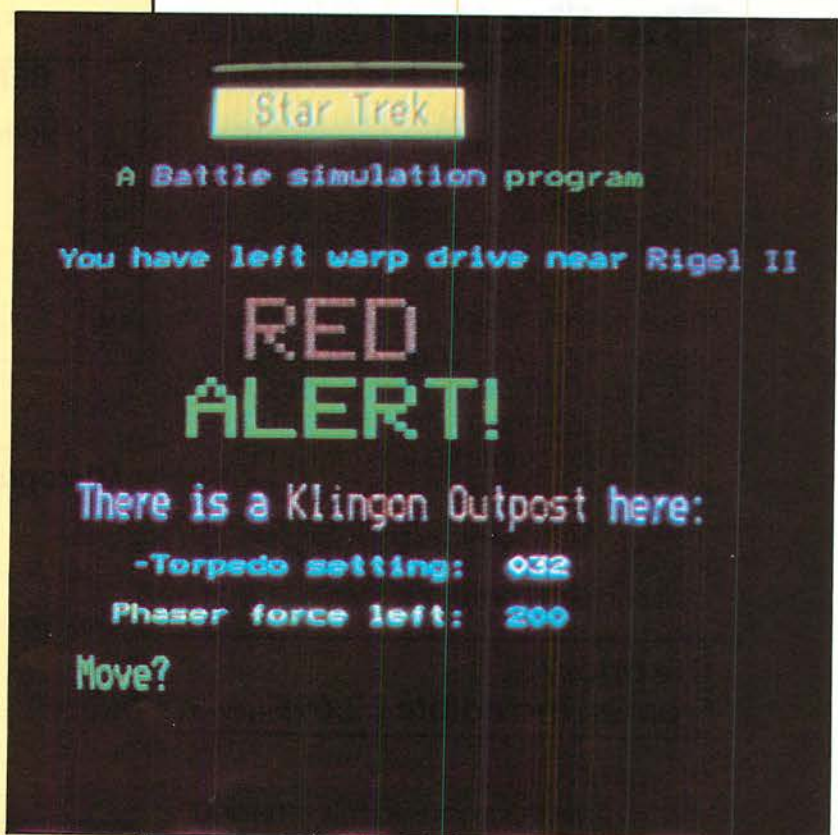 Star Trek
A Battle simulation program
You have left warp drive near Rigel II
RED
ALERT!
There is a Klingon Outpost here:
-Torpedo setting: 032
Phaser force left: 200
Move?